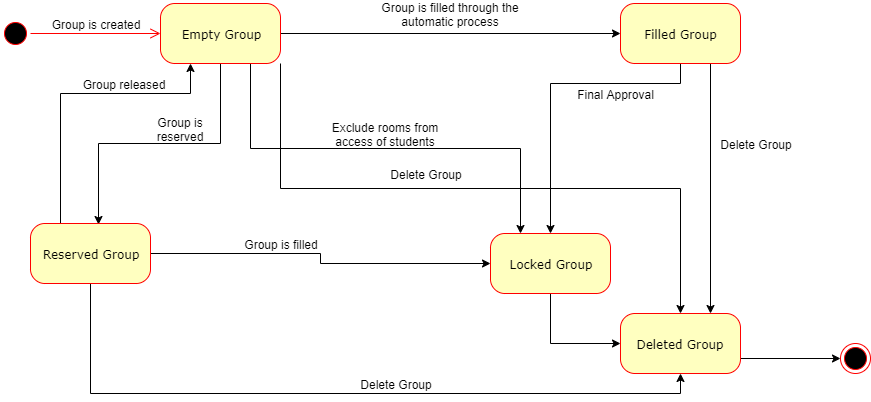 Group is created
Empty Group
Group is filled through the
automatic process
Filled Group
Group released
Group is
reserved
Final Approval
Exclude rooms from
access of students
Delete Group
Delete Group
Reserved Group
Group is filled
Locked Group
Deleted Group
Delete Group